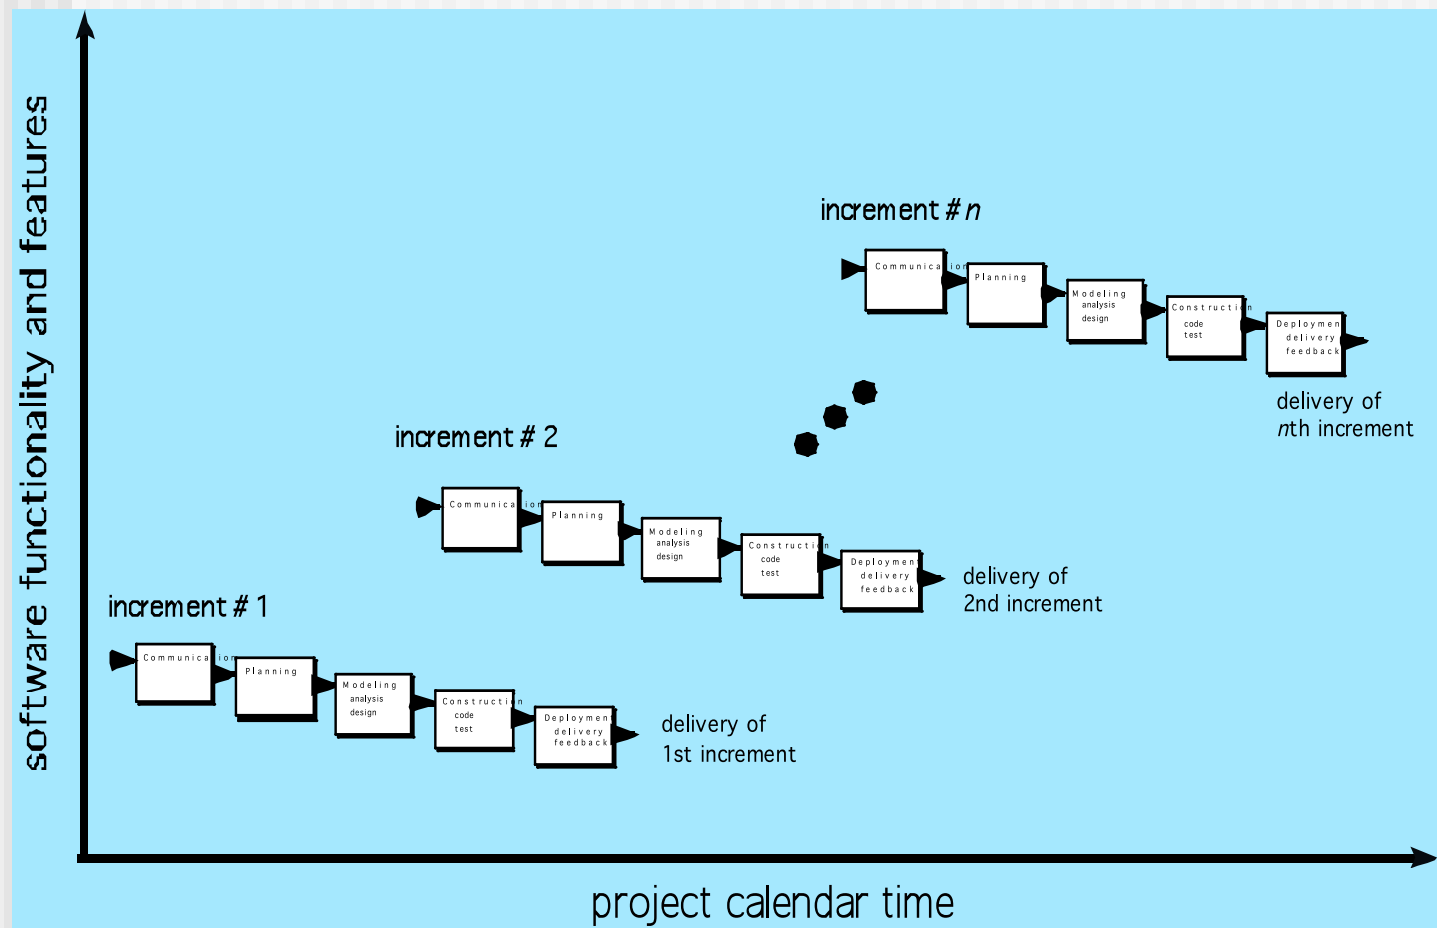 software functionality and features
increment # n
Communication
Planning
Modeling
analysis
design
Construction
code
test
Deployment
delivery
feedback
delivery of
nth increment
increment # 2
Communication
Planning
Modeling
analysis
design
Construction
code
test
Deployment
delivery
feedback
delivery of
2nd increment
increment # 1
Communication
Planning
Modeling
analysis
design
Construction
code
test
Deployment
delivery
feedback
delivery of
1st increment
project calendar time